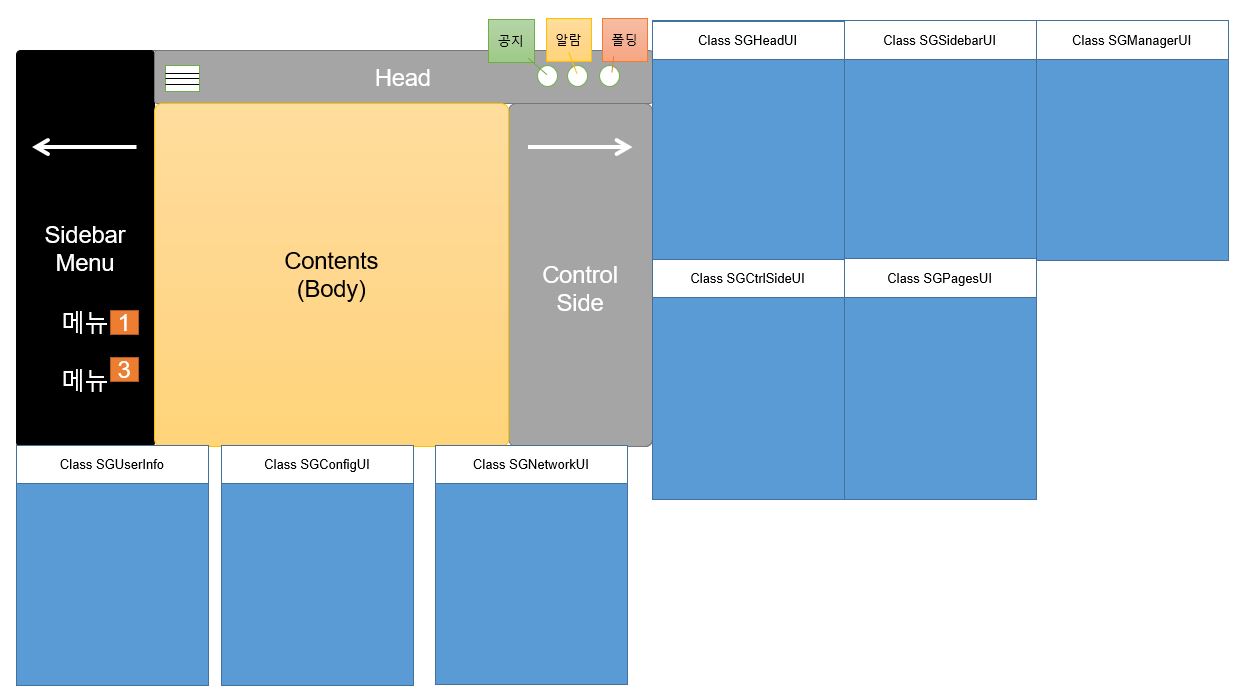 공지
알람
폴딩
Class SGHeadUI
Class SGSidebarUI
Class SGManagerUI
Head
Sidebar
Menu
메뉴 1
메뉴 3
Contents
(Body)
Control
Side
Class SGCtrlSideUI
Class SGPagesUI
Class SGUserInfo
Class SGConfigUI
Class SGNetworkUI